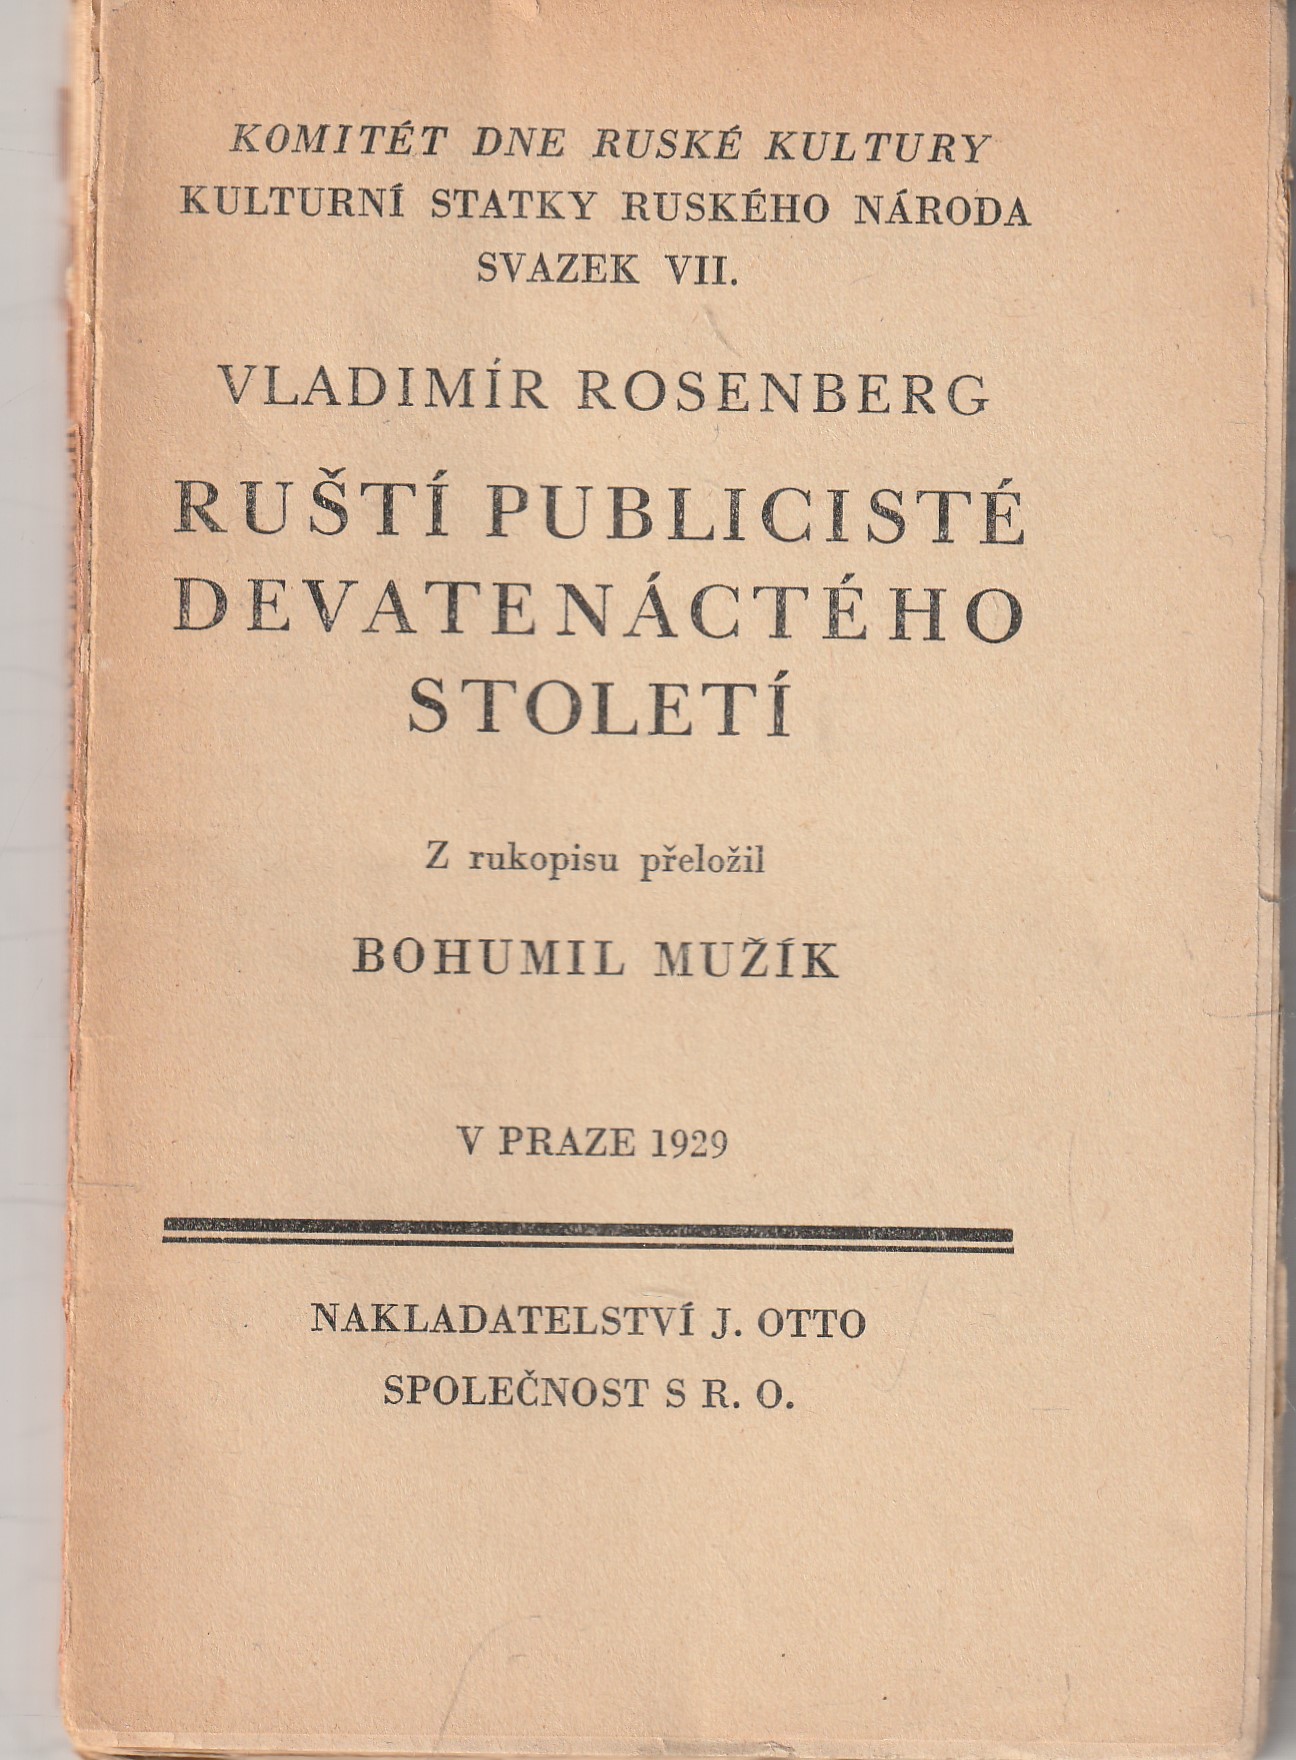 KOMITÉT DNE RUSKÉ KULTURY
KULTURNÍ STATKY RUSKÉHO NÁRODA
SVAZEK VII.
VLADIMÍR ROSENBERG
RUŠTÍ PUBLICISTÉ
DEVATENÁCTÉHO
STOLETÍ
Z rukopisu přeložil
BOHUMIL MUŽÍK
V PRAZE 1929
NAKLADATELSTVÍ J. OTTO
SPOLEČNOST S R. O.